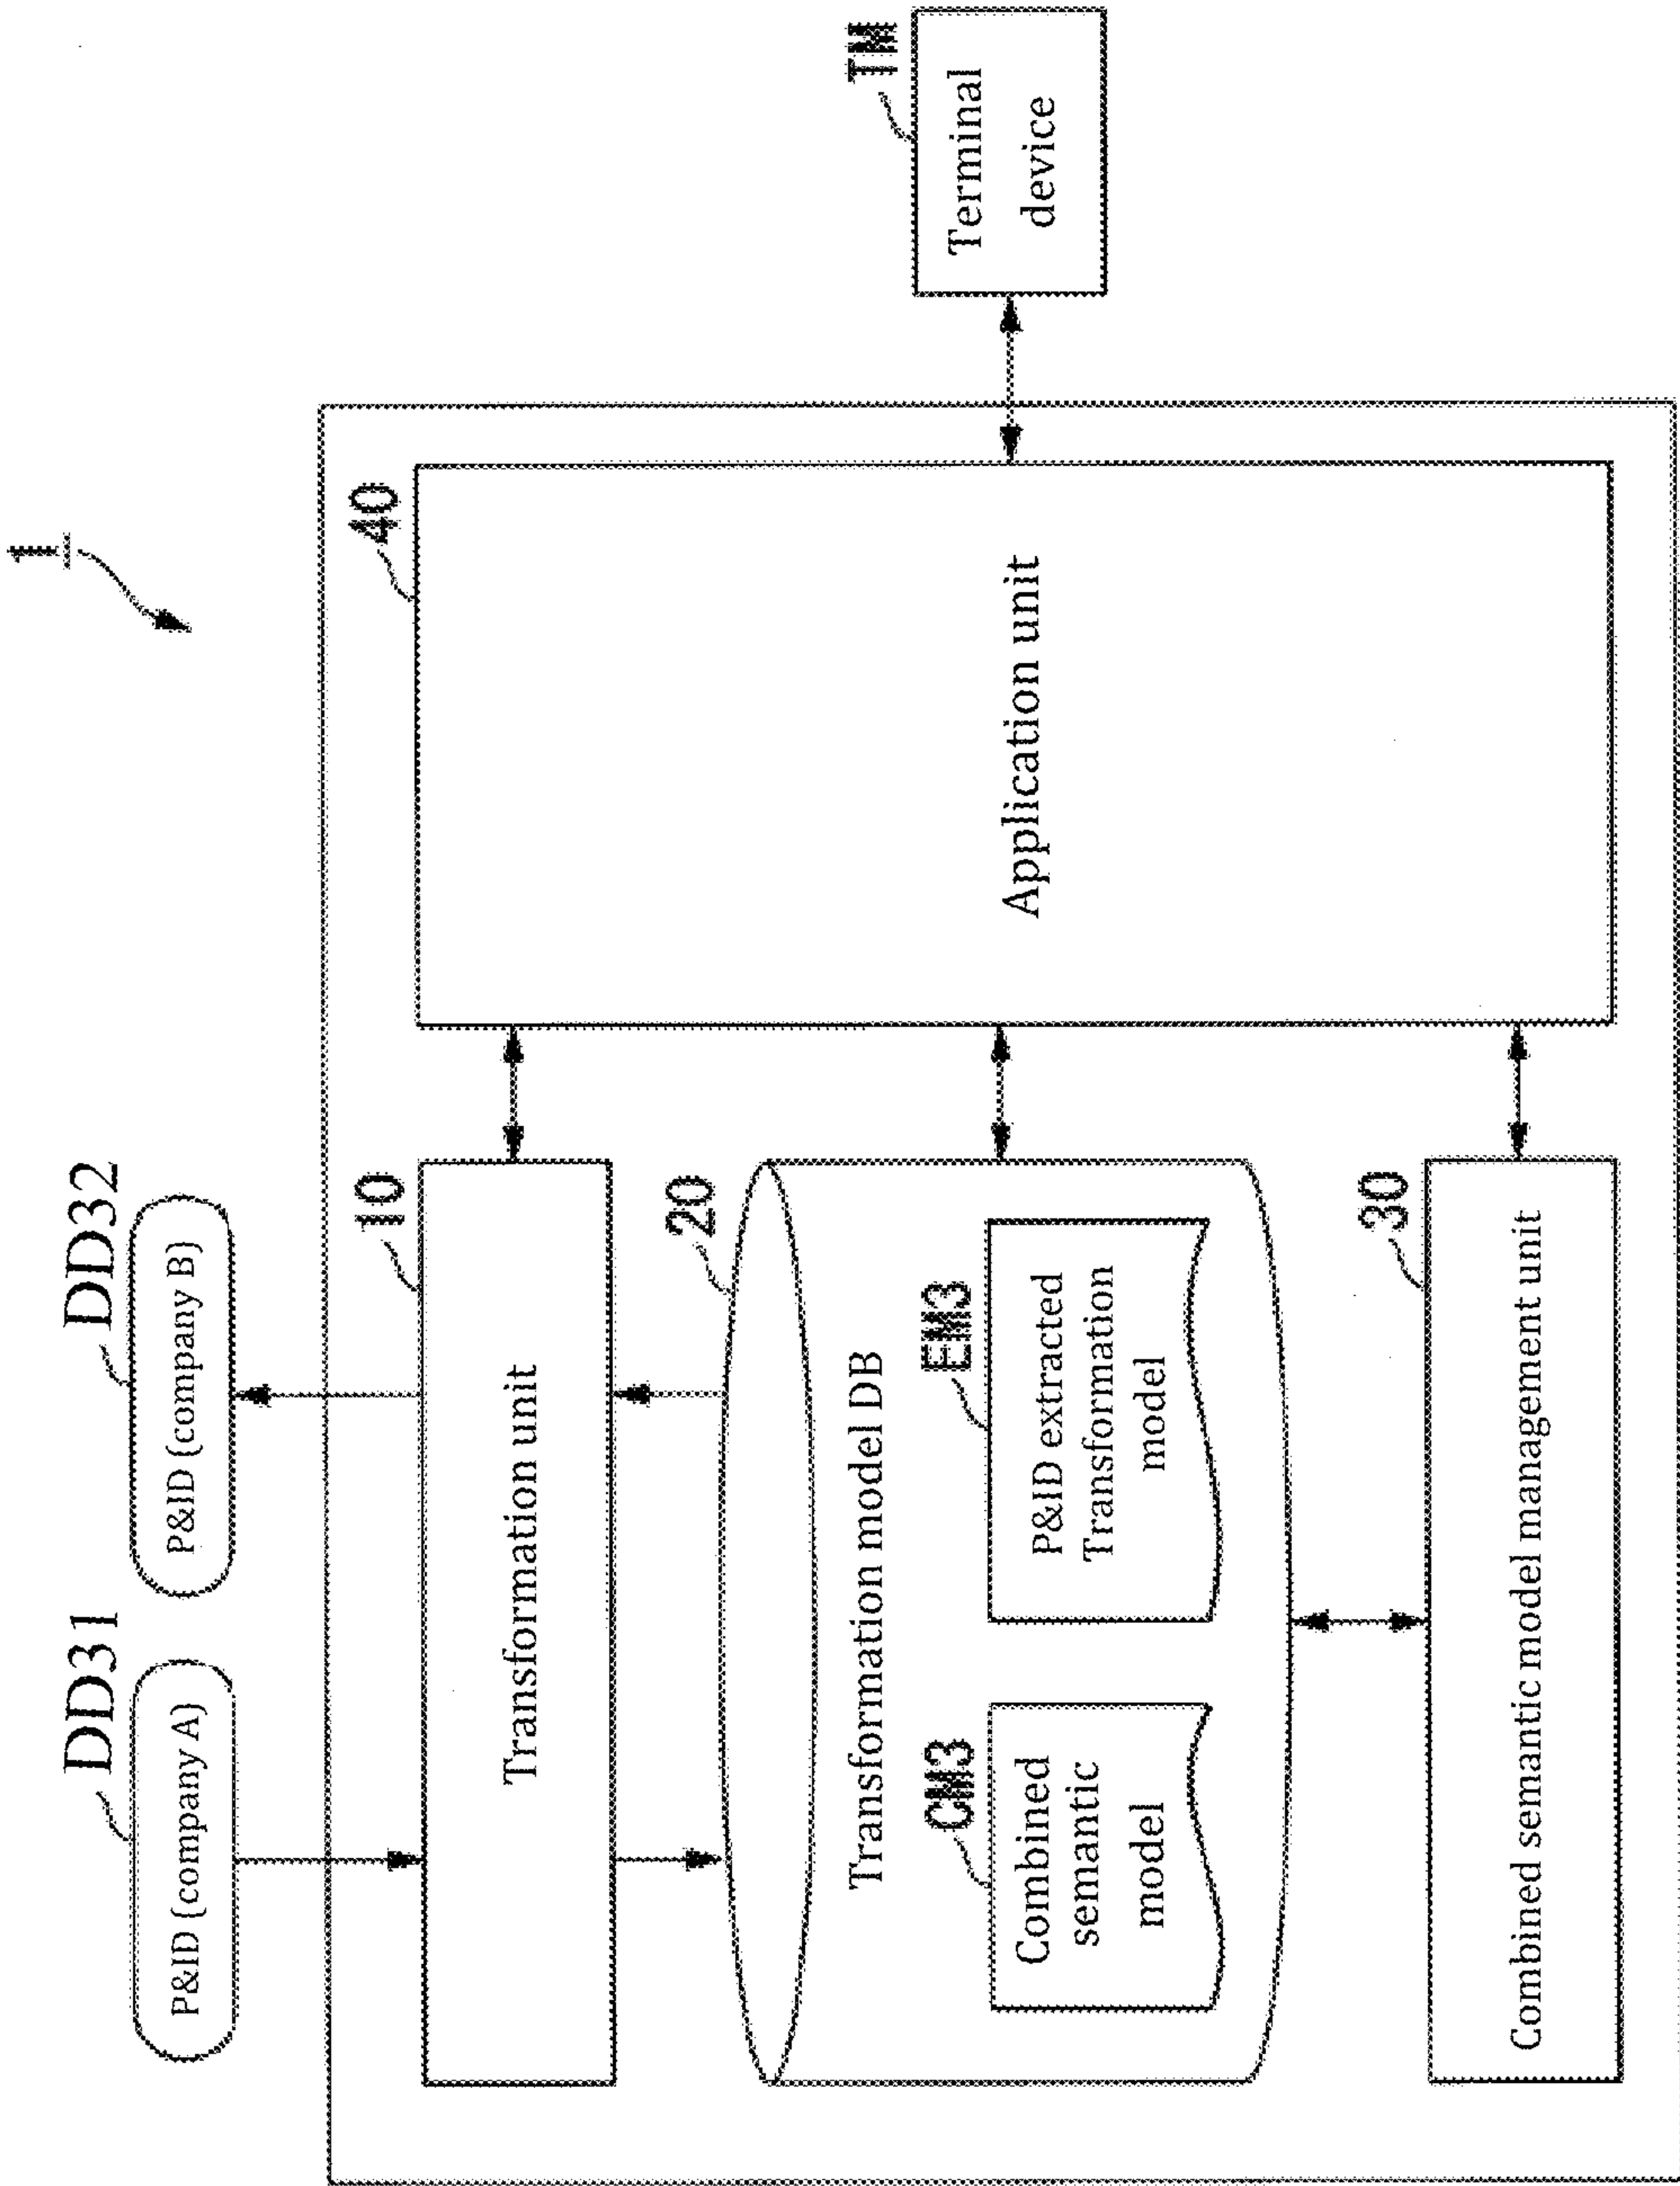 1
DD31
P&ID (company A)
DD32
P&ID (company B)
10
Transformation unit
20
Transformation model DB
CM3
Combined
semantic
model
EM3
P&ID extracted
Transformation
model
30
Combined semantic model management unit
40
Application unit
TM
Terminal
device